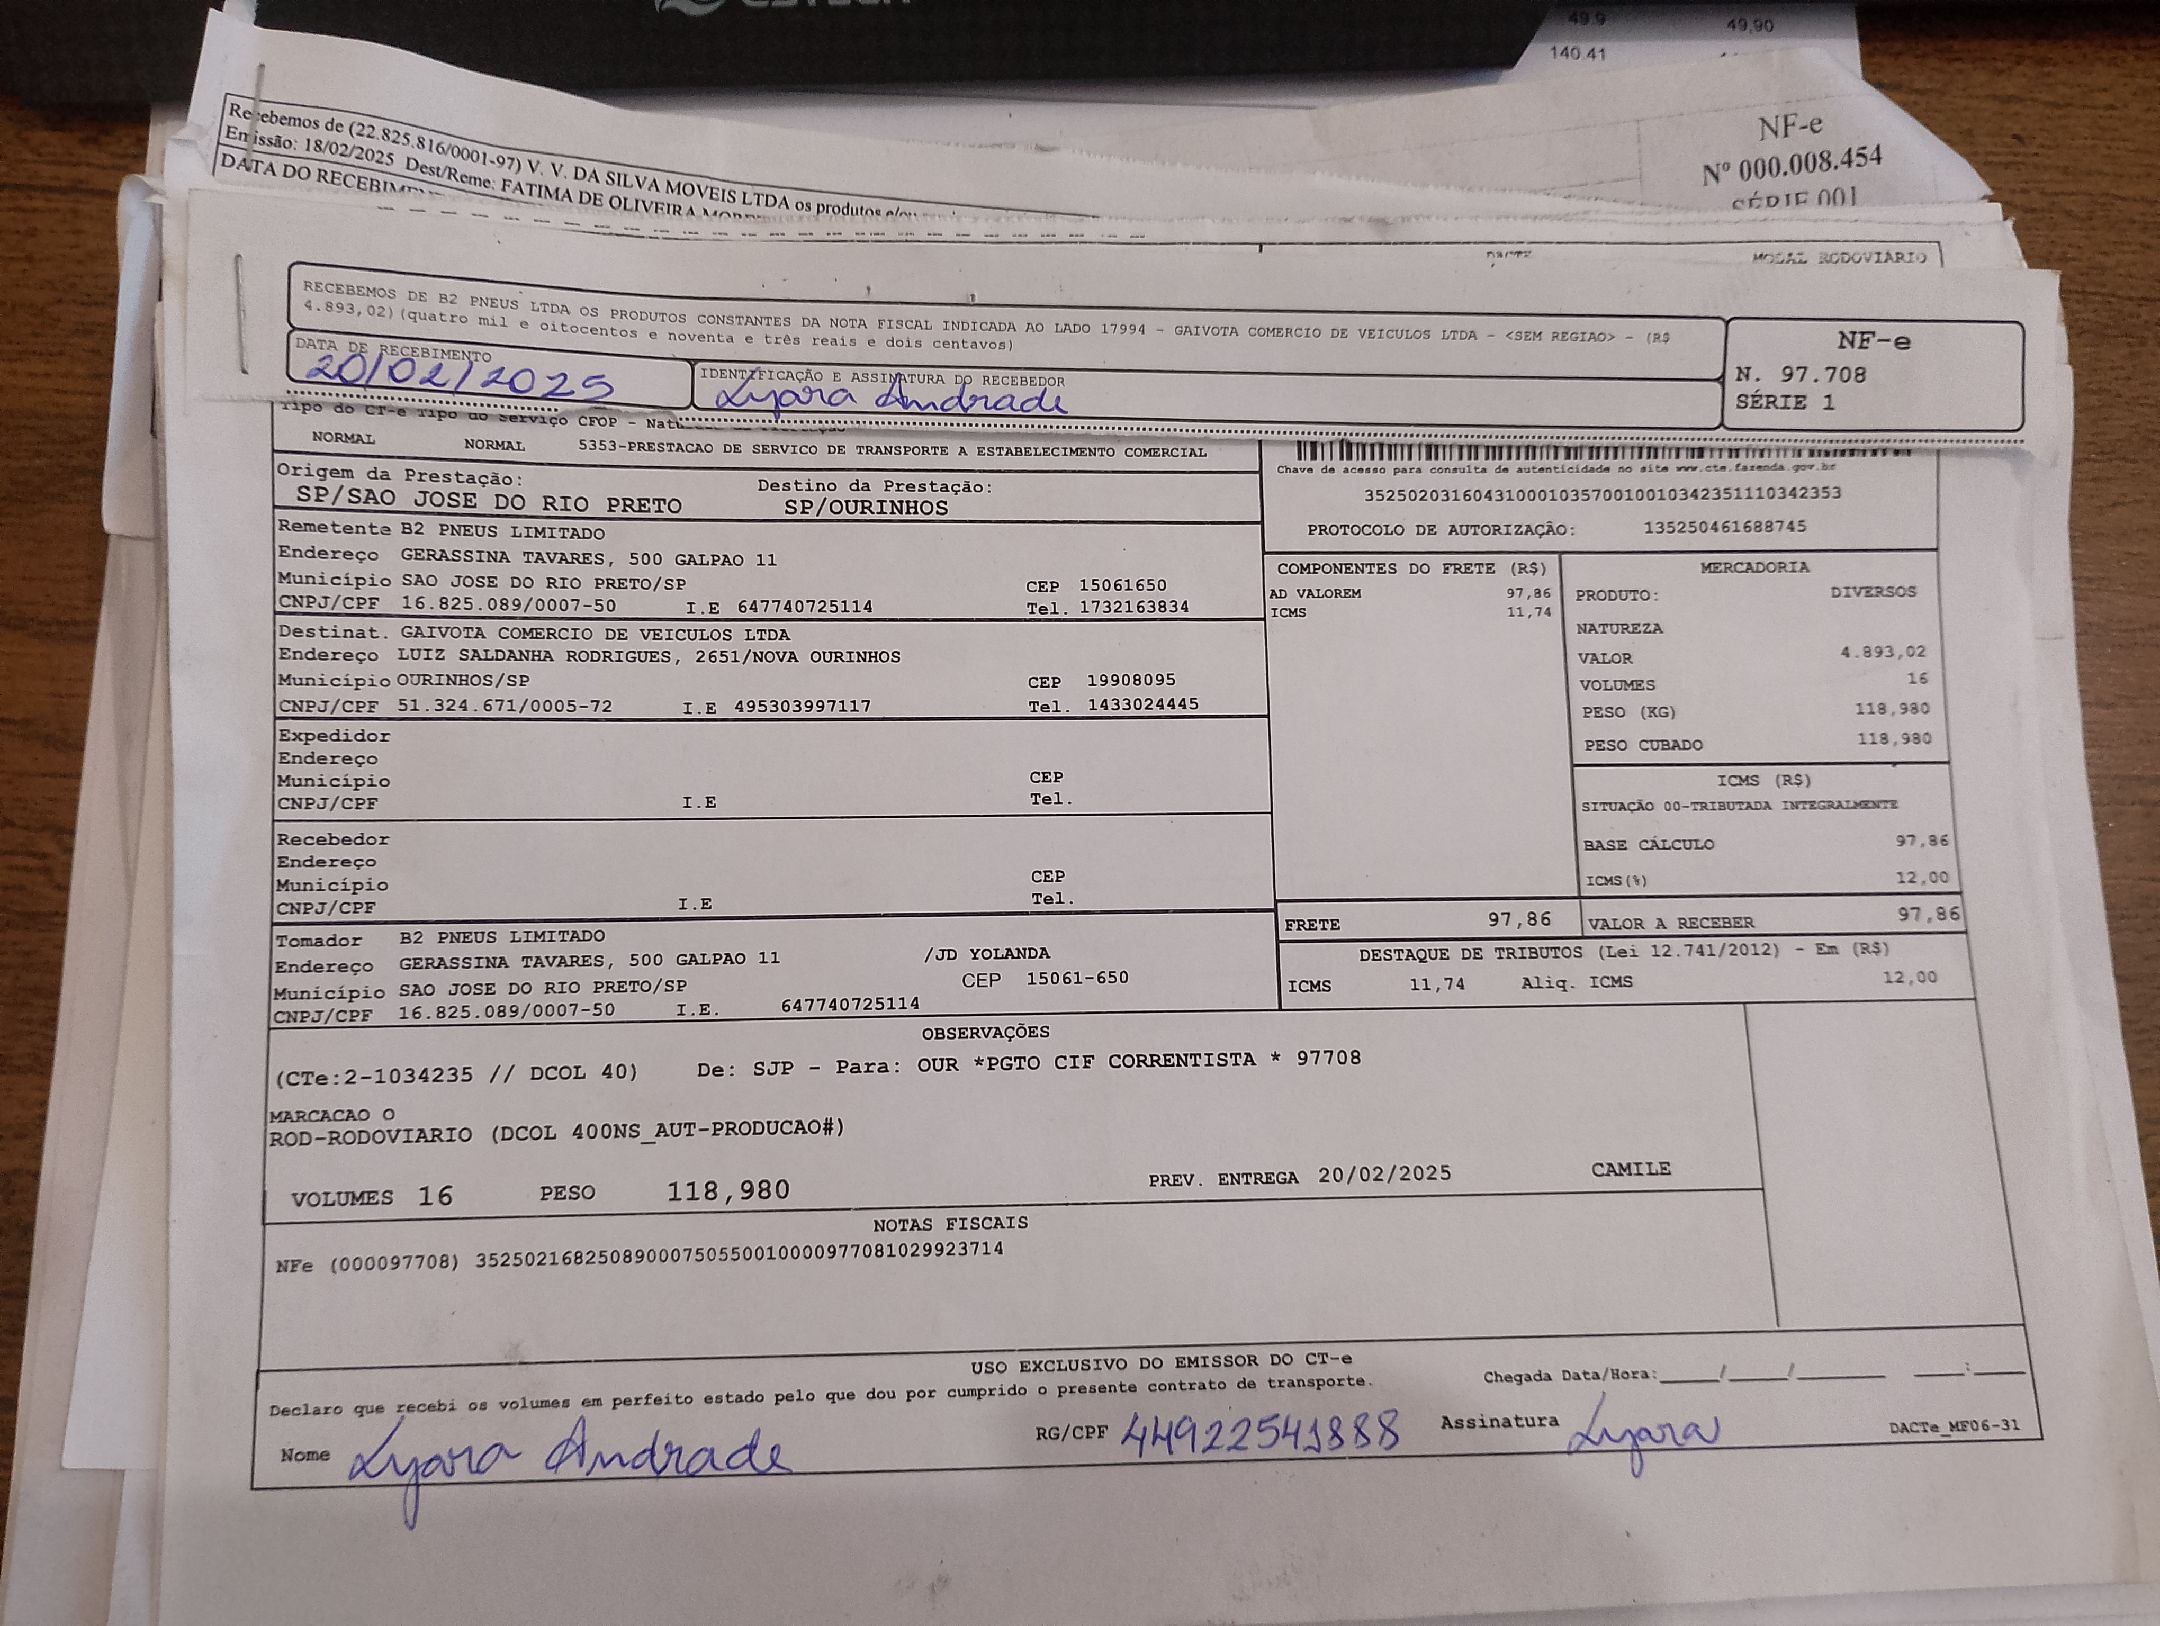 49.9 49,90
140.41
Recebemos de (22.825.816/0001-97) V. V. DA SILVA MOVEIS LTDA os produtos
Emissão: 18/02/2025 Dest/Reme: FATIMA DE OLIVEIRA
DATA DO
NF-e
Nº 000.008.454
SÉRIE 001
MODAL RODOVIARIO
RECEBEMOS DE B2 PNEUS LTDA OS PRODUTOS CONSTANTES DA NOTA FISCAL INDICADA AO LADO 17994 - GAIVOTA COMERCIO DE VEICULOS LTDA - <SEM REGIAO> - (R$
4.893,02)(quatro mil e oitocentos e noventa e três reais e dois centavos)
DATA DE RECEBIMENTO
20/02/2025
IDENTIFICAÇÃO E ASSINATURA DO RECEBEDOR
Lyara Andrade
NF-e
N. 97.708
SÉRIE 1
Tipo do CT-e Tipo do Serviço CFOP -
NORMAL NORMAL 5353-PRESTACAO DE SERVICO DE TRANSPORTE A ESTABELECIMENTO COMERCIAL
Origem da Prestação: Destino da Prestação:
SP/SAO JOSE DO RIO PRETO SP/OURINHOS
Remetente B2 PNEUS LIMITADO
Endereço GERASSINA TAVARES, 500 GALPAO 11
Município SAO JOSE DO RIO PRETO/SP CEP 15061650
CNPJ/CPF 16.825.089/0007-50 I.E 647740725114 Tel. 1732163834
Destinat. GAIVOTA COMERCIO DE VEICULOS LTDA
Endereço LUIZ SALDANHA RODRIGUES, 2651/NOVA OURINHOS
Município OURINHOS/SP CEP 19908095
CNPJ/CPF 51.324.671/0005-72 I.E 495303997117 Tel. 1433024445
Expedidor
Endereço
Município CEP
CNPJ/CPF I.E Tel.
Recebedor
Endereço
Município CEP
CNPJ/CPF I.E Tel.
Tomador B2 PNEUS LIMITADO
Endereço GERASSINA TAVARES, 500 GALPAO 11 /JD YOLANDA
Município SAO JOSE DO RIO PRETO/SP CEP 15061-650
CNPJ/CPF 16.825.089/0007-50 I.E. 647740725114
Chave de acesso para consulta de autenticidade no site www.cte.fazenda.gov.br
35250203160431000103570010010342351110342353
PROTOCOLO DE AUTORIZAÇÃO: 135250461688745
COMPONENTES DO FRETE (R$)
AD VALOREM 97,86
ICMS 11,74
MERCADORIA
PRODUTO: DIVERSOS
NATUREZA
VALOR 4.893,02
VOLUMES 16
PESO (KG) 118,980
PESO CUBADO 118,980
ICMS (R$)
SITUAÇÃO 00-TRIBUTADA INTEGRALMENTE
BASE CÁLCULO 97,86
ICMS(%) 12,00
FRETE 97,86 VALOR A RECEBER 97,86
DESTAQUE DE TRIBUTOS (Lei 12.741/2012) - Em (R$)
ICMS 11,74 Aliq. ICMS 12,00
OBSERVAÇÕES
(CTe:2-1034235 // DCOL 40) De: SJP - Para: OUR *PGTO CIF CORRENTISTA * 97708
MARCACAO O
ROD-RODOVIARIO (DCOL 400NS_AUT-PRODUCAO#)
VOLUMES 16 PESO 118,980 PREV. ENTREGA 20/02/2025 CAMILE
NOTAS FISCAIS
NFe (000097708) 35250216825089000750550010000977081029923714
USO EXCLUSIVO DO EMISSOR DO CT-e
Declaro que recebi os volumes em perfeito estado pelo que dou por cumprido o presente contrato de transporte. Chegada Data/Hora:____/____/______ ____:____
Nome Lyara Andrade RG/CPF 44922541888 Assinatura Lyara DACTe_MF06-31